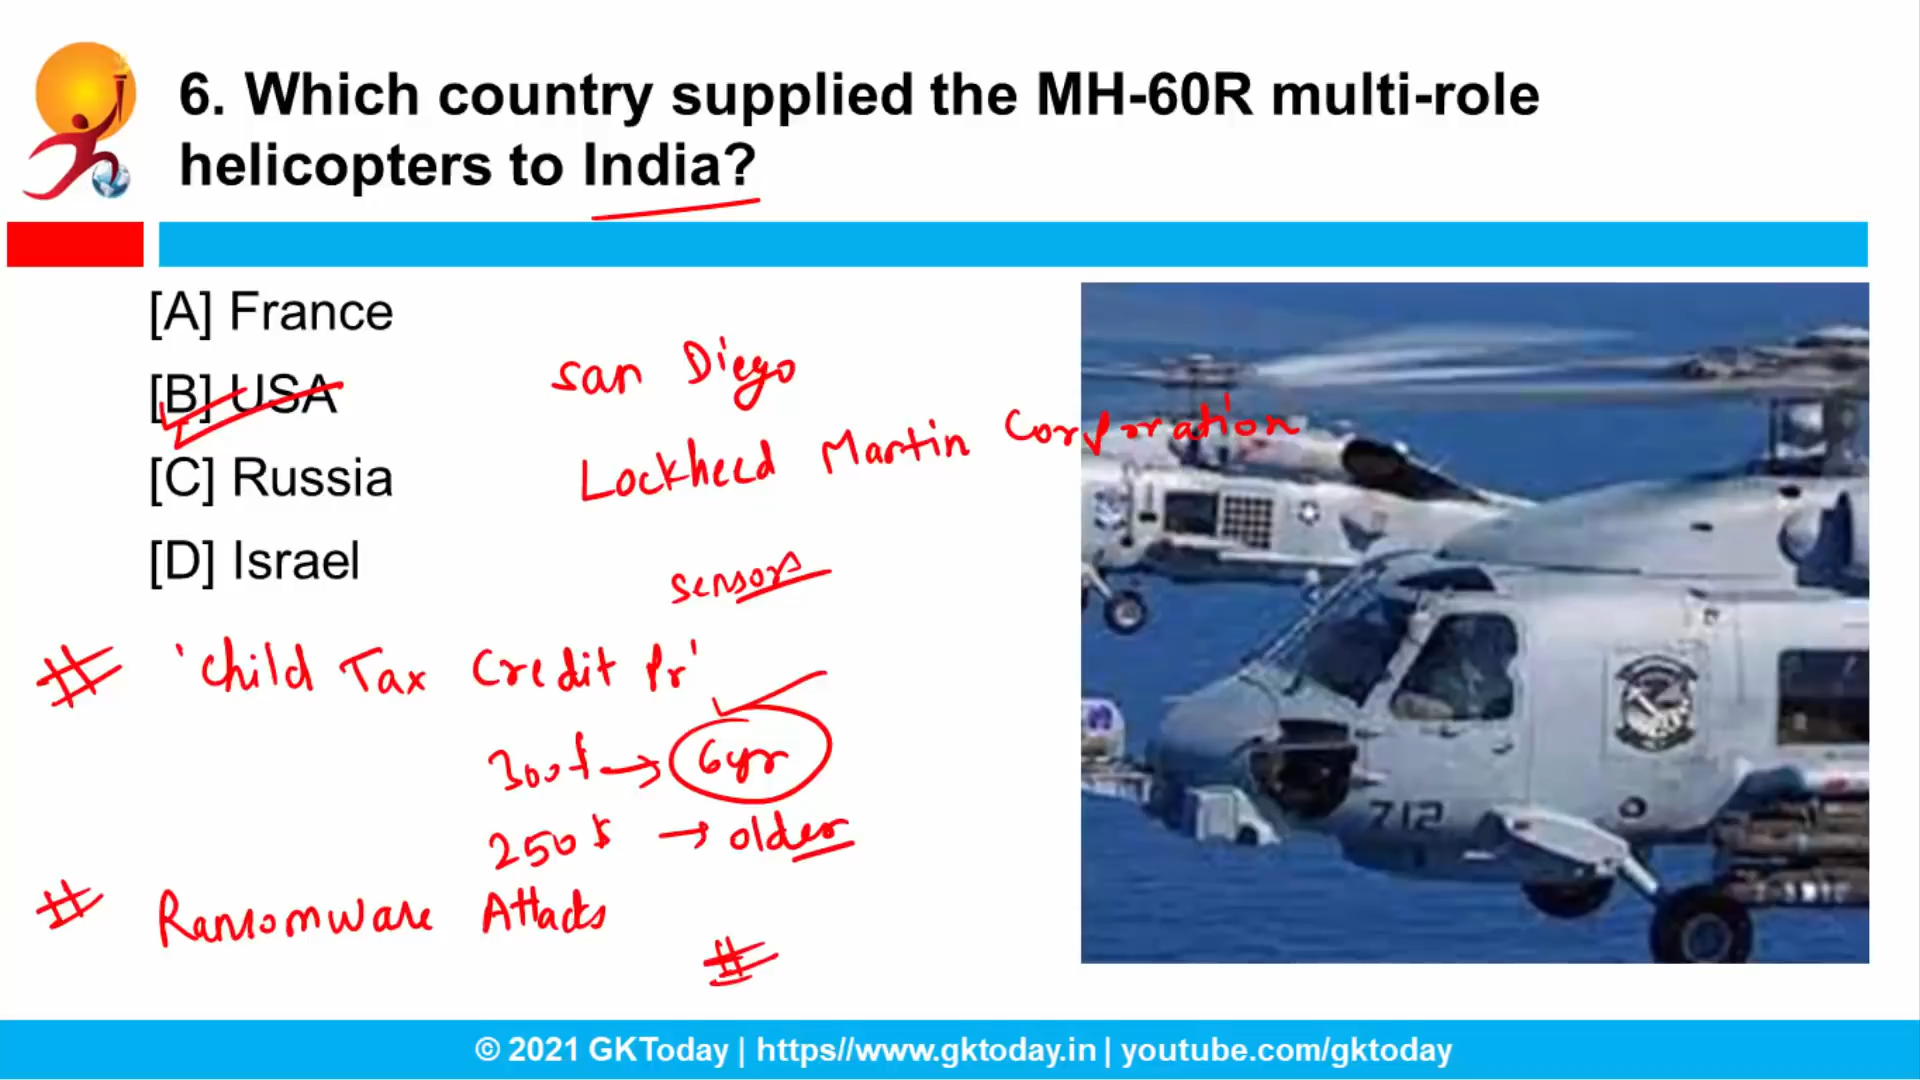 6. Which country supplied the MH-60R multi-role
helicopters to India?
[A] France
[B] USA
[C] Russia
[D] Israel
San Diego
Lockheed Martin Corporation
sensors
# 'Child Tax Credit Pr'
300$ → 6yr
250$ → older
# Ransomware Attacks
#
712
© 2021 GKToday | https//www.gktoday.in | youtube.com/gktoday